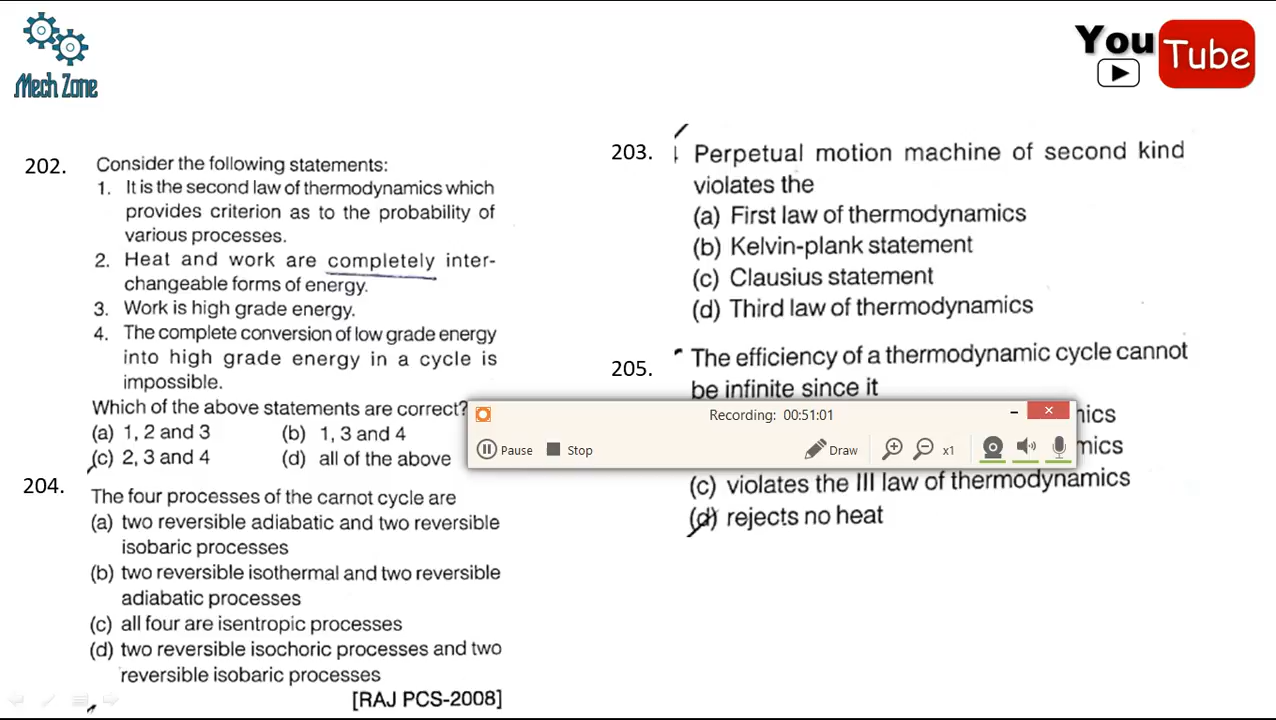 Mech Zone
You Tube
202. Consider the following statements:
1. It is the second law of thermodynamics which
provides criterion as to the probability of
various processes.
2. Heat and work are completely inter-
changeable forms of energy.
3. Work is high grade energy.
4. The complete conversion of low grade energy
into high grade energy in a cycle is
impossible.
Which of the above statements are correct?
(a) 1, 2 and 3 (b) 1, 3 and 4
(c) 2, 3 and 4 (d) all of the above
204. The four processes of the carnot cycle are
(a) two reversible adiabatic and two reversible
isobaric processes
(b) two reversible isothermal and two reversible
adiabatic processes
(c) all four are isentropic processes
(d) two reversible isochoric processes and two
reversible isobaric processes
[RAJ PCS-2008]
203. Perpetual motion machine of second kind
violates the
(a) First law of thermodynamics
(b) Kelvin-plank statement
(c) Clausius statement
(d) Third law of thermodynamics
205. The efficiency of a thermodynamic cycle cannot
be infinite since it
Recording: 00:51:01
Pause Stop Draw x1
(c) violates the III law of thermodynamics
(d) rejects no heat